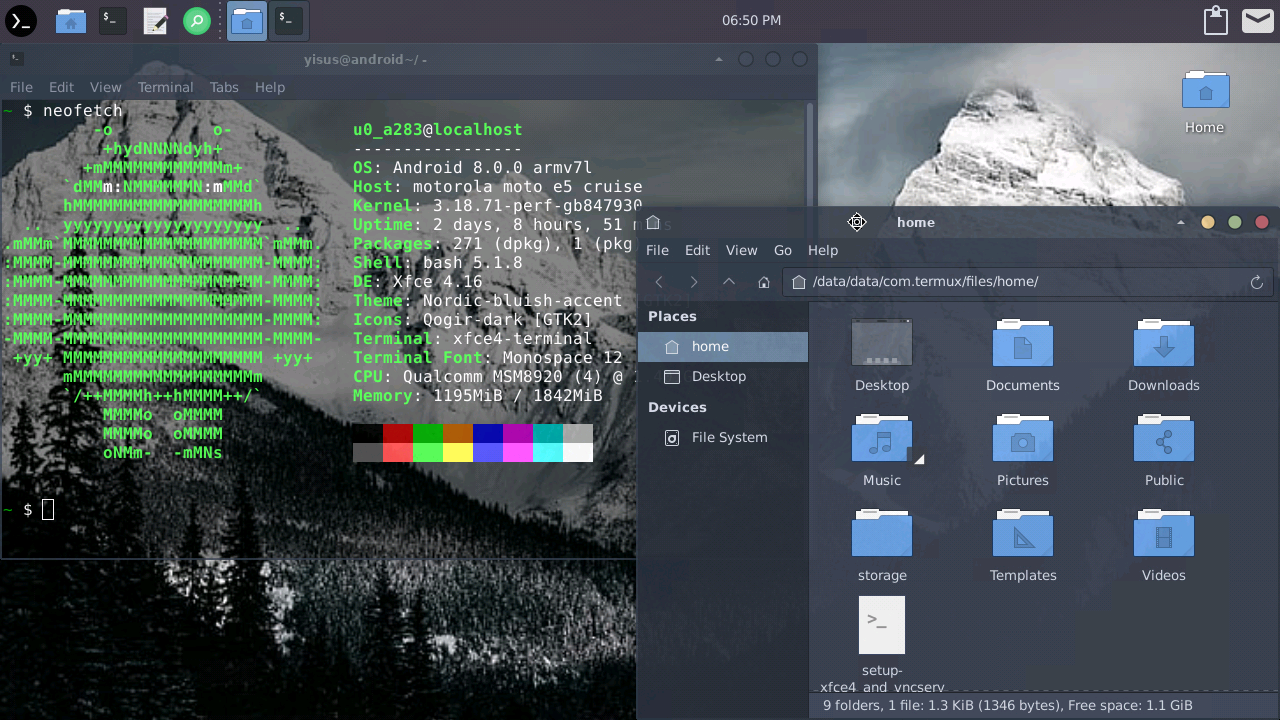 06:50 PM
yisus@android~/ -
File Edit View Terminal Tabs Help
~ $ neofetch
-o o-
+hydNNNNdyh+
+mMMMMMMMMMMMMm+
`dMMm:NMMMMMMN:mMMd`
hMMMMMMMMMMMMMMMMMMh
.. yyyyyyyyyyyyyyyyyyyy ..
.mMMm`MMMMMMMMMMMMMMMMMMMM`mMMm.
:MMMM-MMMMMMMMMMMMMMMMMMMM-MMMM:
:MMMM-MMMMMMMMMMMMMMMMMMMM-MMMM:
:MMMM-MMMMMMMMMMMMMMMMMMMM-MMMM:
:MMMM-MMMMMMMMMMMMMMMMMMMM-MMMM:
-MMMM-MMMMMMMMMMMMMMMMMMMM-MMMM-
+yy+ MMMMMMMMMMMMMMMMMMMM +yy+
mMMMMMMMMMMMMMMMMMMm
`/++MMMMh++hMMMM++/`
MMMMo oMMMM
MMMMo oMMMM
oNMm- -mMNs
u0_a283@localhost
-----------------
OS: Android 8.0.0 armv7l
Host: motorola moto e5 cruise
Kernel: 3.18.71-perf-gb847930
Uptime: 2 days, 8 hours, 51 mins
Packages: 271 (dpkg), 1 (pkg
Shell: bash 5.1.8
DE: Xfce 4.16
Theme: Nordic-bluish-accent
Icons: Qogir-dark [GTK2]
Terminal: xfce4-terminal
Terminal Font: Monospace 12
CPU: Qualcomm MSM8920 (4) @
Memory: 1195MiB / 1842MiB
~ $
Home
home
File Edit View Go Help
/data/data/com.termux/files/home/
Places
home
Desktop
Devices
File System
Desktop Documents Downloads
Music Pictures Public
storage Templates Videos
setup-
xfce4_and_vncserv
9 folders, 1 file: 1.3 KiB (1346 bytes), Free space: 1.1 GiB